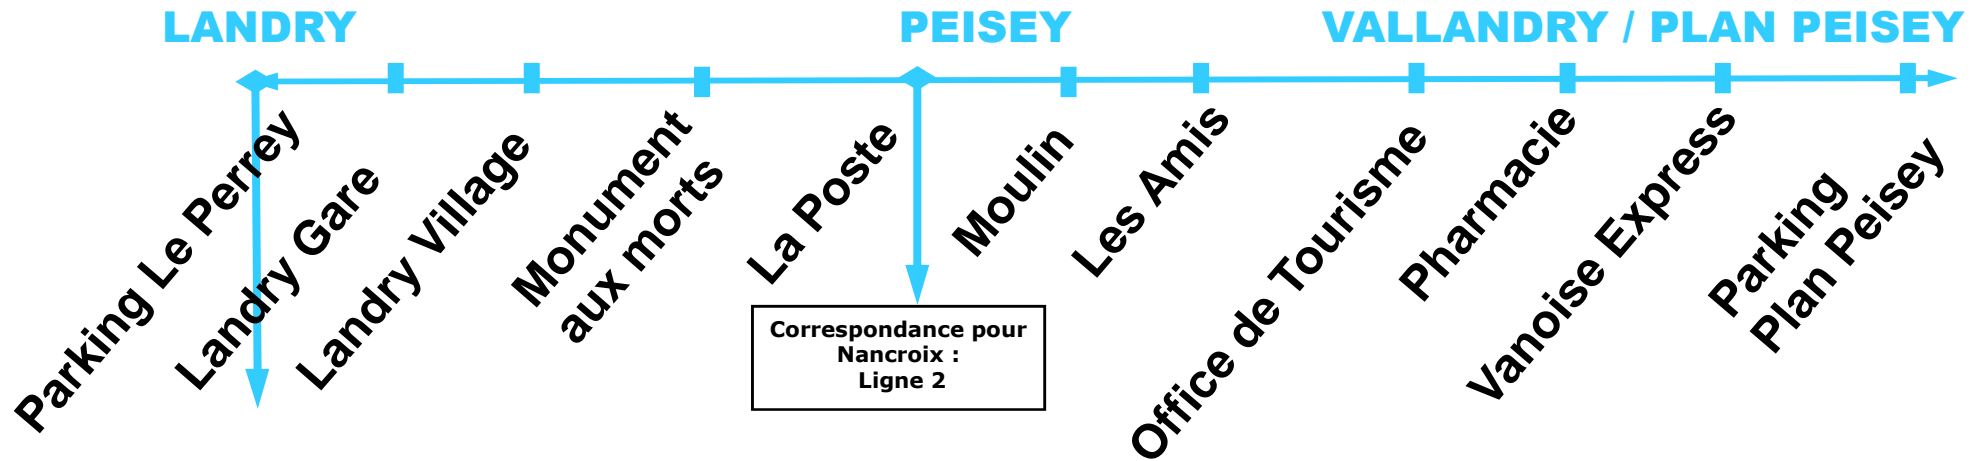 LANDRY
PEISEY
VALLANDRY / PLAN PEISEY
Parking Le Perrey
Landry Gare
Landry Village
Monument
aux morts
La Poste
Moulin
Les Amis
Office de Tourisme
Pharmacie
Vanoise Express
Parking
Plan Peisey
Correspondance pour
Nancroix :
Ligne 2